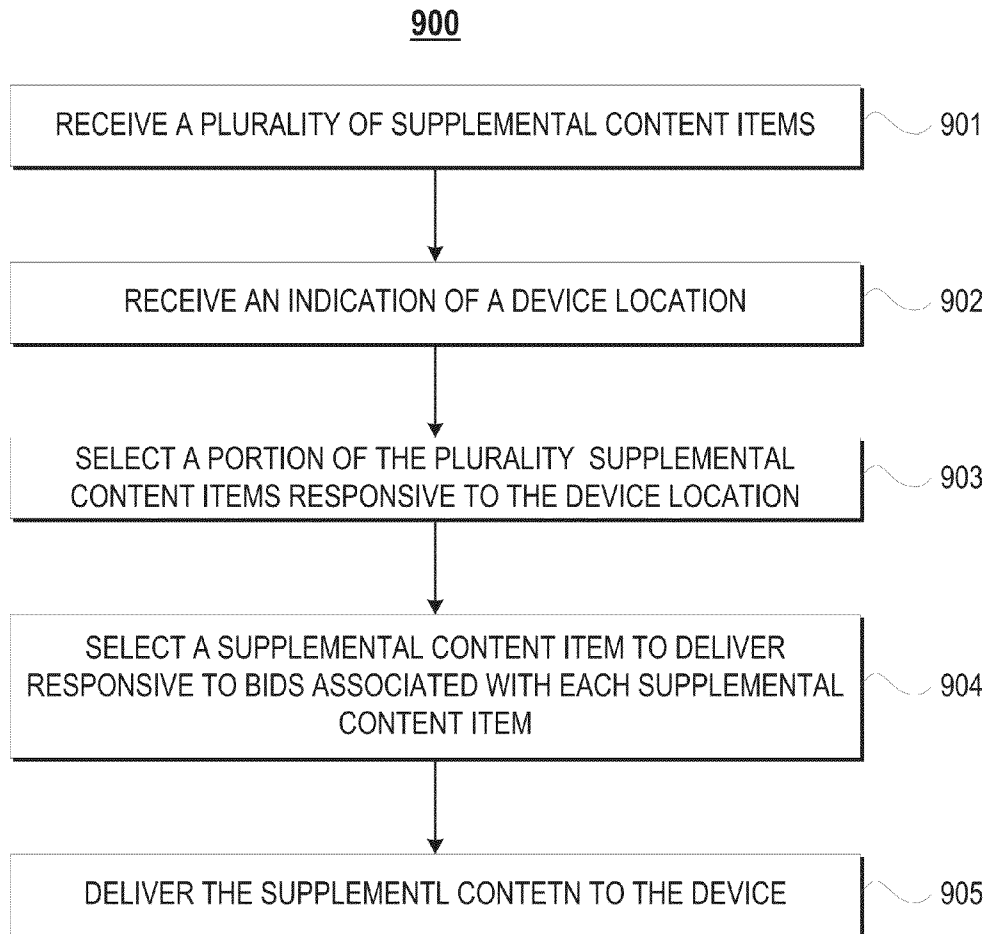 900
RECEIVE A PLURALITY OF SUPPLEMENTAL CONTENT ITEMS
901
RECEIVE AN INDICATION OF A DEVICE LOCATION
902
SELECT A PORTION OF THE PLURALITY SUPPLEMENTAL
CONTENT ITEMS RESPONSIVE TO THE DEVICE LOCATION
903
SELECT A SUPPLEMENTAL CONTENT ITEM TO DELIVER
RESPONSIVE TO BIDS ASSOCIATED WITH EACH SUPPLEMENTAL
CONTENT ITEM
904
DELIVER THE SUPPLEMENTL CONTETN TO THE DEVICE
905